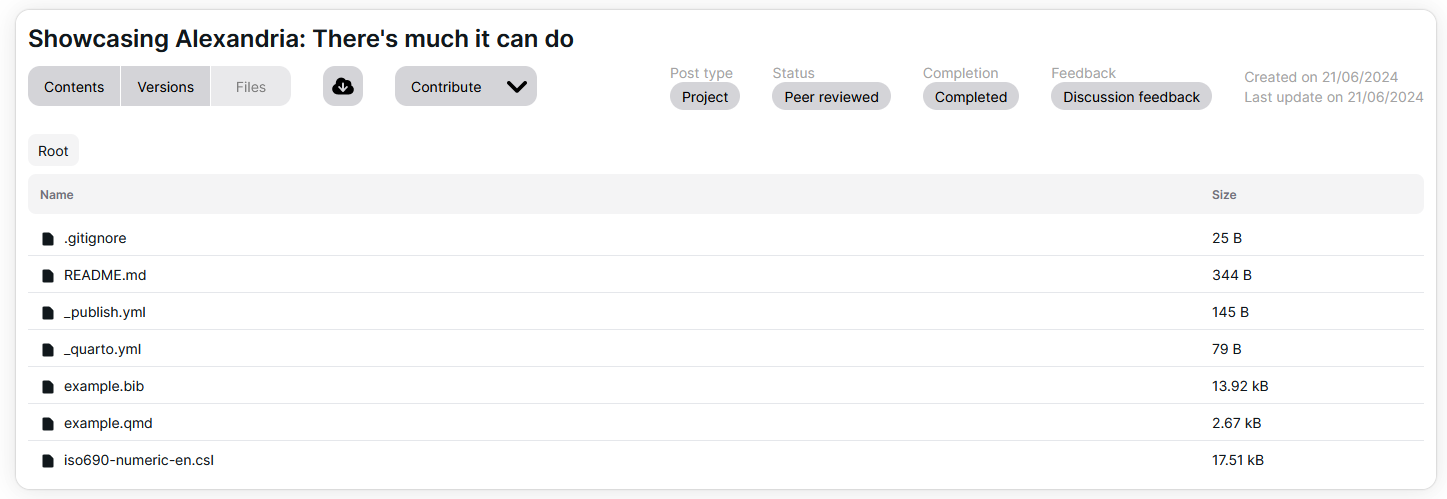 Showcasing Alexandria: There's much it can do
Contents Versions Files Contribute
Post type Status Completion Feedback
Project Peer reviewed Completed Discussion feedback
Created on 21/06/2024
Last update on 21/06/2024
Root
Name Size
.gitignore 25 B
README.md 344 B
_publish.yml 145 B
_quarto.yml 79 B
example.bib 13.92 kB
example.qmd 2.67 kB
iso690-numeric-en.csl 17.51 kB